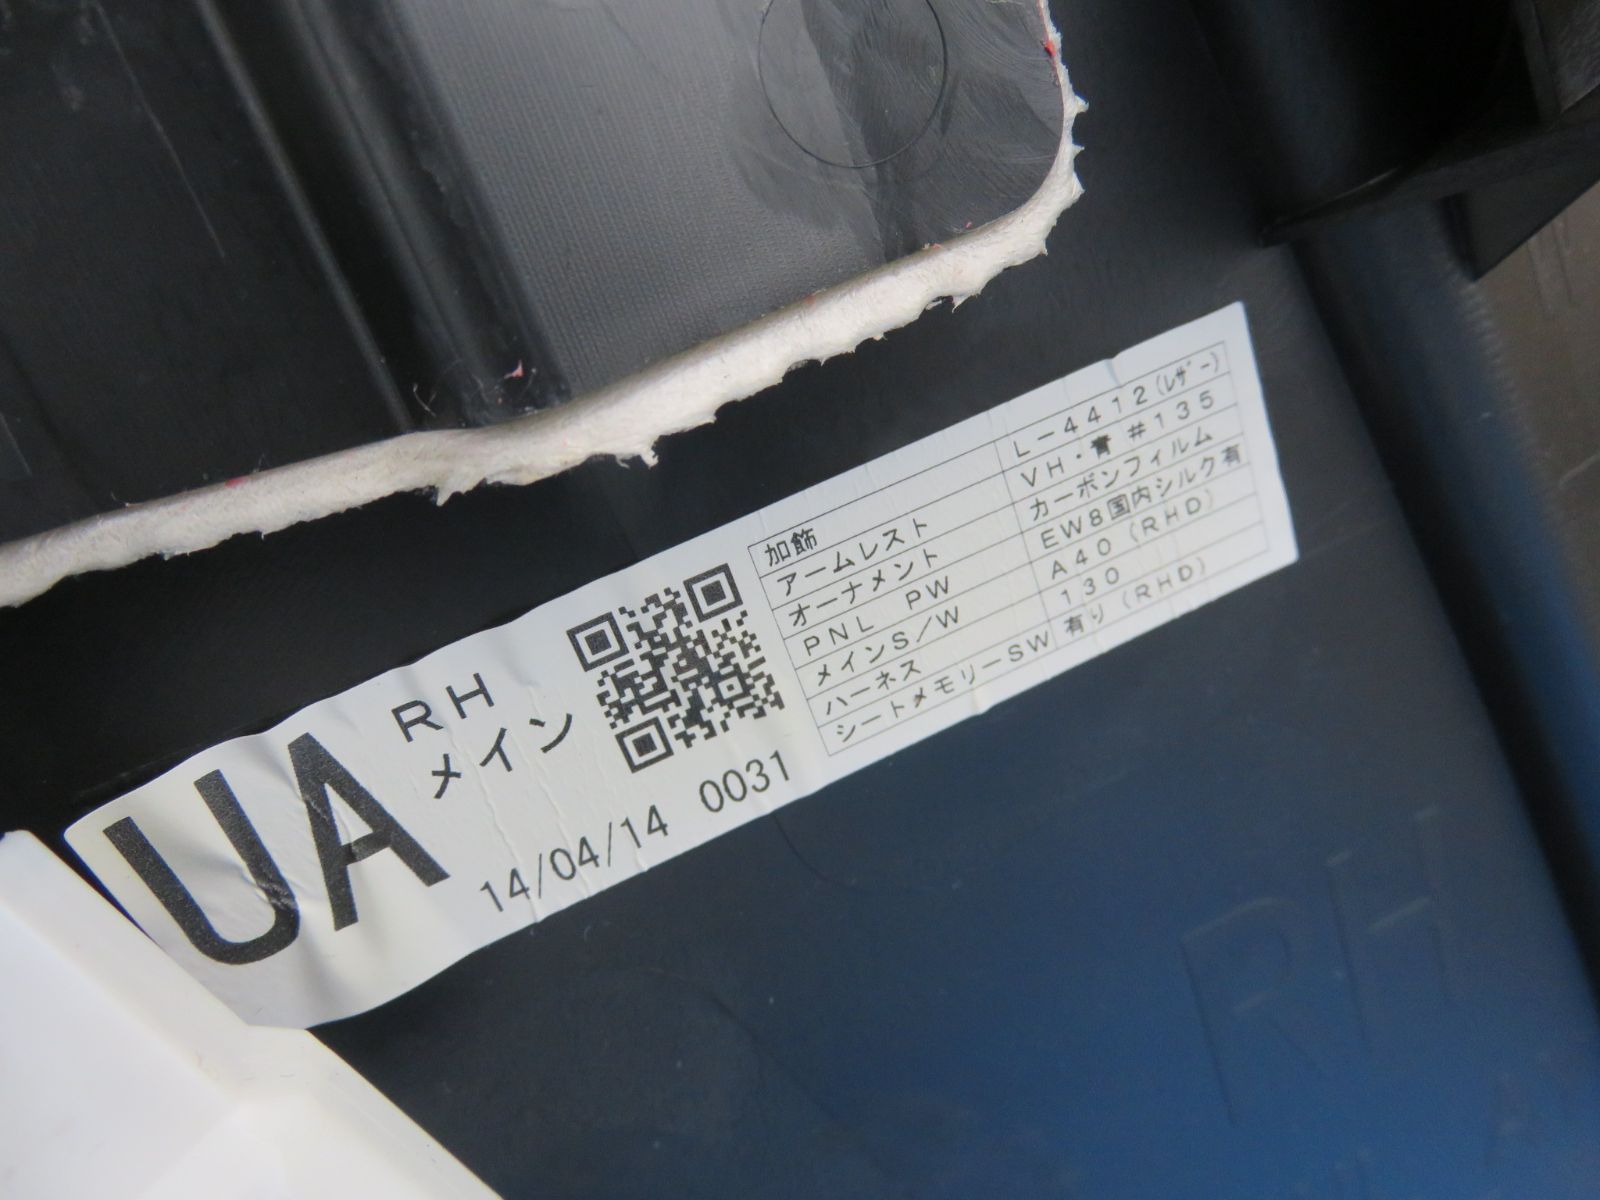 UA
RH
メイン
14/04/14 0031
加飾 L-4412(レザー)
アームレスト VH・青 #135
オーナメント カーボンフィルム
PNL PW EW8国内シルク有
メインS/W A40(RHD)
ハーネス 130
シートメモリーSW 有り(RHD)
RH